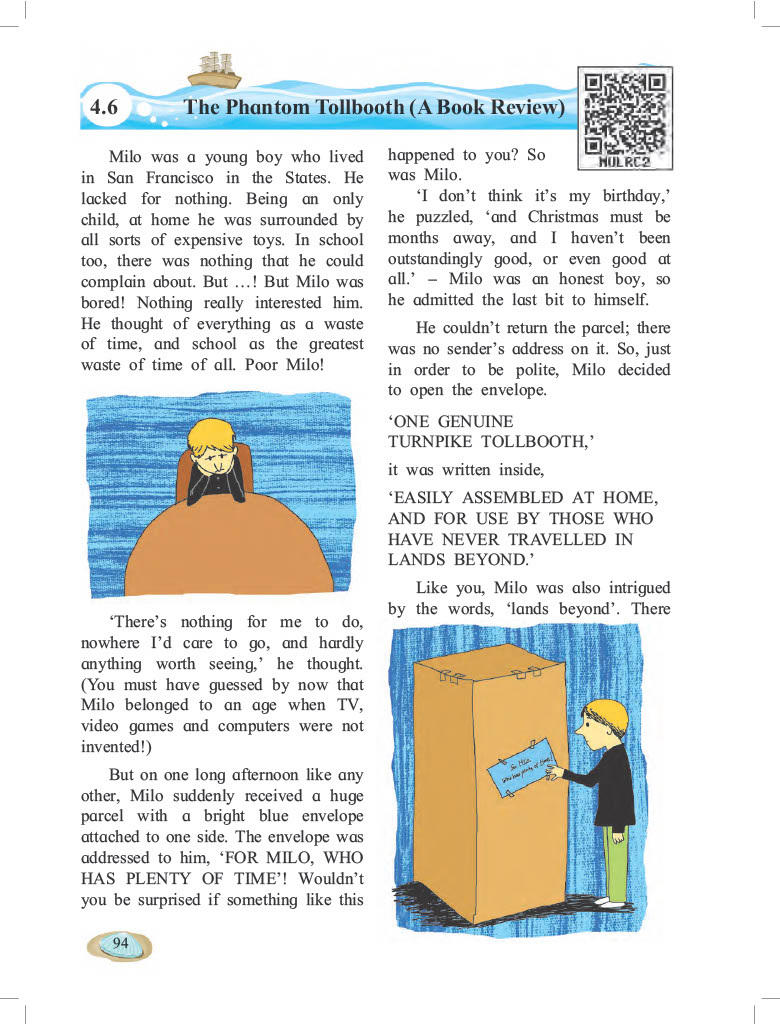 4.6 The Phantom Tollbooth (A Book Review)
NULRC2
Milo was a young boy who lived
in San Francisco in the States. He
lacked for nothing. Being an only
child, at home he was surrounded by
all sorts of expensive toys. In school
too, there was nothing that he could
complain about. But …! But Milo was
bored! Nothing really interested him.
He thought of everything as a waste
of time, and school as the greatest
waste of time of all. Poor Milo!
‘There’s nothing for me to do,
nowhere I’d care to go, and hardly
anything worth seeing,’ he thought.
(You must have guessed by now that
Milo belonged to an age when TV,
video games and computers were not
invented!)
But on one long afternoon like any
other, Milo suddenly received a huge
parcel with a bright blue envelope
attached to one side. The envelope was
addressed to him, ‘FOR MILO, WHO
HAS PLENTY OF TIME’! Wouldn’t
you be surprised if something like this
happened to you? So
was Milo.
‘I don’t think it’s my birthday,’
he puzzled, ‘and Christmas must be
months away, and I haven’t been
outstandingly good, or even good at
all.’ – Milo was an honest boy, so
he admitted the last bit to himself.
He couldn’t return the parcel; there
was no sender’s address on it. So, just
in order to be polite, Milo decided
to open the envelope.
‘ONE GENUINE
TURNPIKE TOLLBOOTH,’
it was written inside,
‘EASILY ASSEMBLED AT HOME,
AND FOR USE BY THOSE WHO
HAVE NEVER TRAVELLED IN
LANDS BEYOND.’
Like you, Milo was also intrigued
by the words, ‘lands beyond’. There
Milo,
who has plenty of time
94